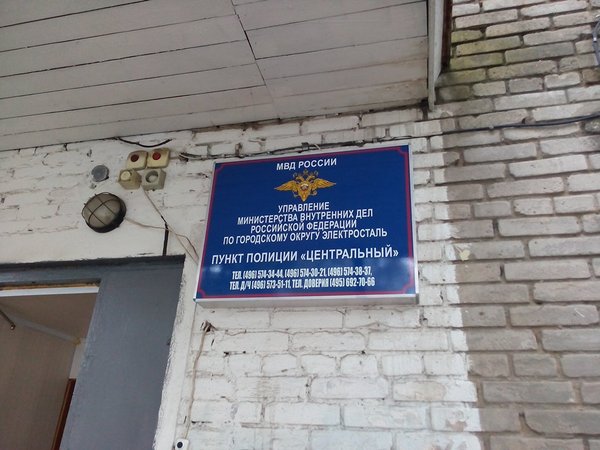 МВД РОССИИ
УПРАВЛЕНИЕ
МИНИСТЕРСТВА ВНУТРЕННИХ ДЕЛ
РОССИЙСКОЙ ФЕДЕРАЦИИ
ПО ГОРОДСКОМУ ОКРУГУ ЭЛЕКТРОСТАЛЬ
ПУНКТ ПОЛИЦИИ «ЦЕНТРАЛЬНЫЙ»
ТЕЛ. (496) 574-34-44, (496) 574-30-21, (496) 574-38-37,
ТЕЛ. Д/Ч (496) 573-51-11, ТЕЛ. ДОВЕРИЯ (495) 692-70-66